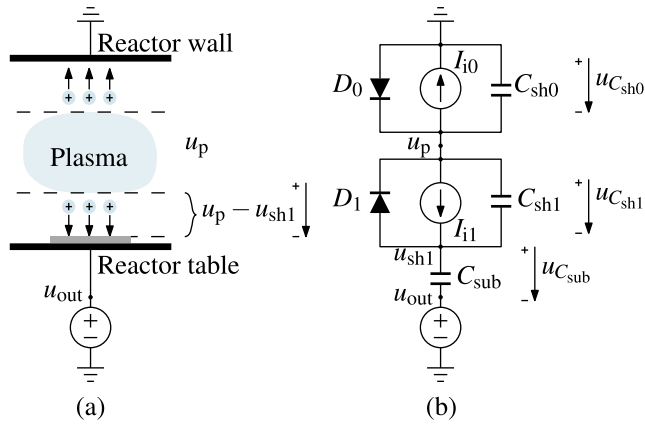 Reactor wall
+ + +
Plasma
u_p
+ + +
u_p − u_sh1
+
−
Reactor table
u_out
+
−
(a)
D_0
I_i0
C_sh0
+
−
u_C_sh0
u_p
D_1
I_i1
C_sh1
+
−
u_C_sh1
u_sh1
C_sub
+
−
u_C_sub
u_out
+
−
(b)